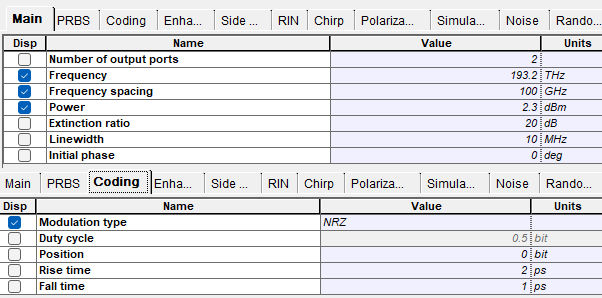 Main PRBS Coding Enha... Side ... RIN Chirp Polariza... Simula... Noise Rando...
Disp Name Value Units
Number of output ports 2
Frequency 193.2 THz
Frequency spacing 100 GHz
Power 2.3 dBm
Extinction ratio 20 dB
Linewidth 10 MHz
Initial phase 0 deg
Main PRBS Coding Enha... Side ... RIN Chirp Polariza... Simula... Noise Rando...
Disp Name Value Units
Modulation type NRZ
Duty cycle 0.5 bit
Position 0 bit
Rise time 2 ps
Fall time 1 ps